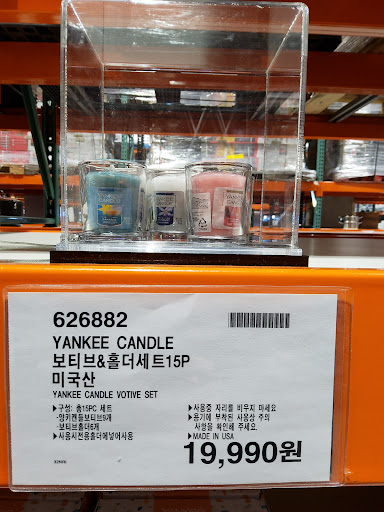 YANKEE CANDLE
626882
YANKEE CANDLE
보티브&홀더세트15P
미국산
YANKEE CANDLE VOTIVE SET
▶구성: 총15PC 세트
-양키캔들보티브9개
-보티브홀더6개
▶사용시전용홀더에넣어사용
▶사용중 자리를 비우지 마세요
▶용기에 부착된 사용상 주의
사항을 확인해 주세요.
▶MADE IN USA
19,990원